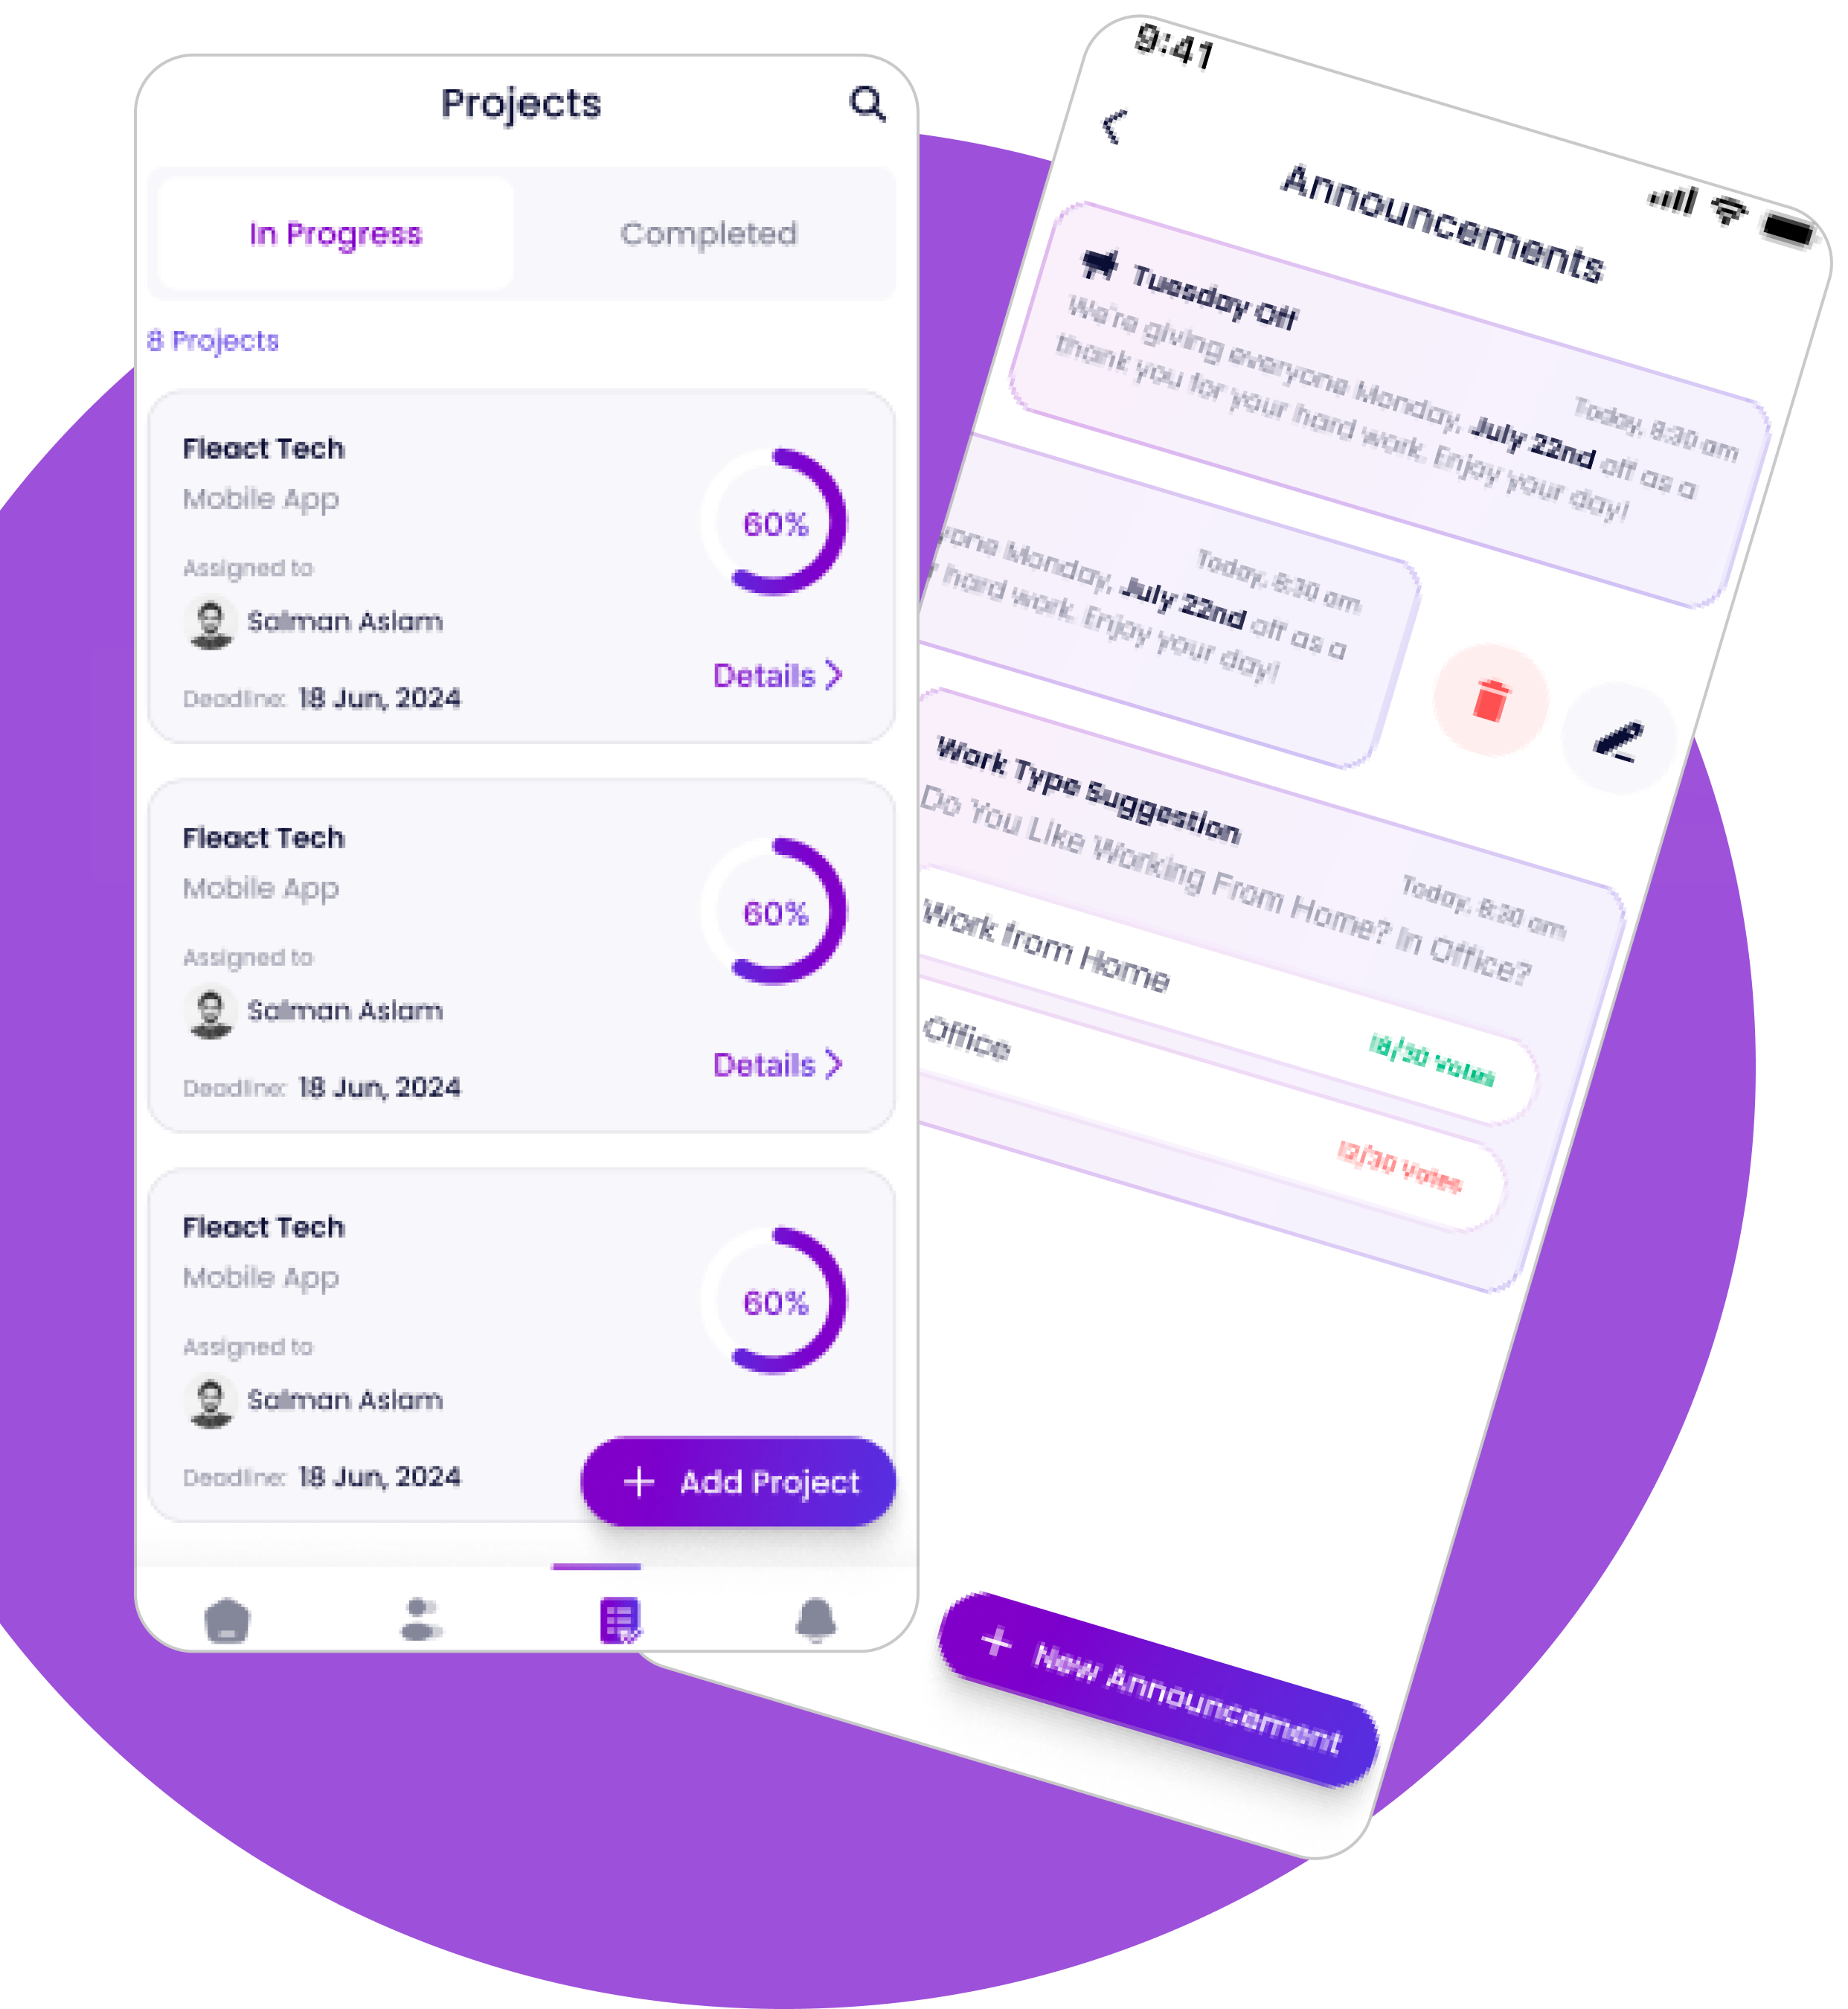 Projects
In Progress
Completed
8 Projects
Fleact Tech
Mobile App
60%
Assigned to
Salman Aslam
Details
Deadline: 18 Jun, 2024
Fleact Tech
Mobile App
60%
Assigned to
Salman Aslam
Details
Deadline: 18 Jun, 2024
Fleact Tech
Mobile App
60%
Assigned to
Salman Aslam
Deadline: 18 Jun, 2024
+ Add Project
9:41
Announcements
Tuesday Off
Today, 8:30 am
We're giving everyone Monday, July 22nd off as a
thank you for your hard work. Enjoy your day!
Today, 8:30 am
yone Monday, July 22nd off as a
hard work. Enjoy your day!
Work Type Suggestion
Today, 8:30 am
Do You Like Working From Home? In Office?
Work from Home
18/30 votes
Office
12/30 votes
+ New Announcement